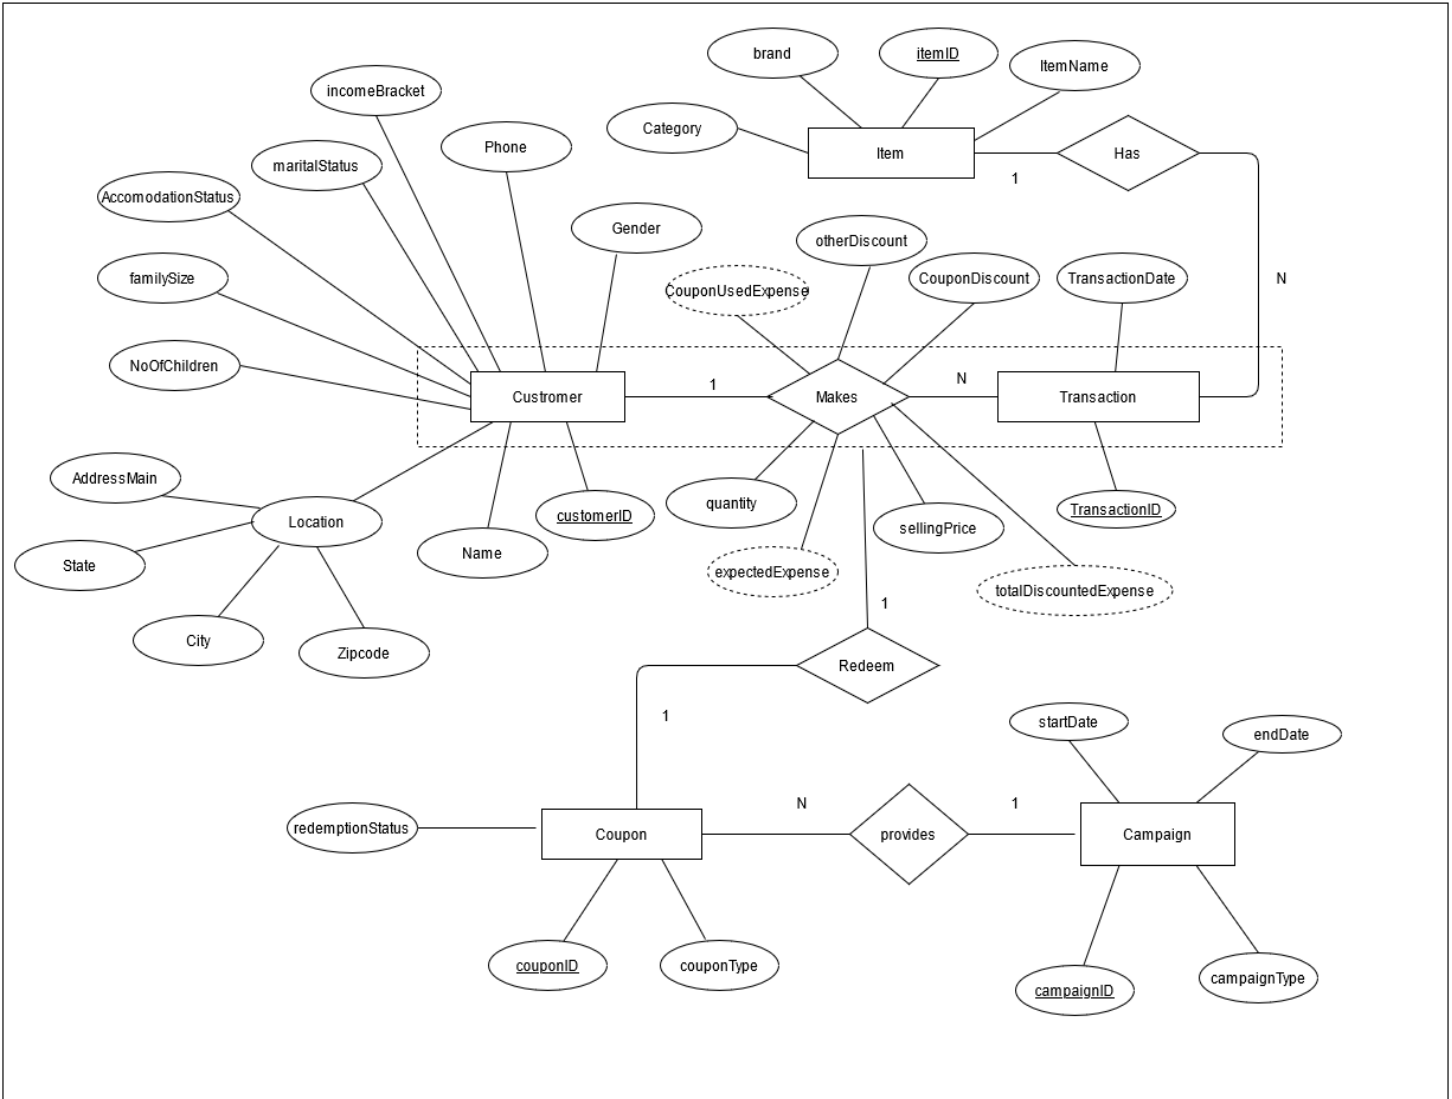 brand
itemID
ItemName
incomeBracket
Category
Phone
Item
Has
maritalStatus
1
AccomodationStatus
Gender
otherDiscount
familySize
CouponUsedExpense
CouponDiscount
TransactionDate
N
NoOfChildren
Custromer
1
Makes
N
Transaction
AddressMain
Location
customerID
quantity
sellingPrice
TransactionID
State
Name
expectedExpense
totalDiscountedExpense
1
City
Zipcode
Redeem
1
startDate
endDate
redemptionStatus
Coupon
N
provides
1
Campaign
couponID
couponType
campaignID
campaignType